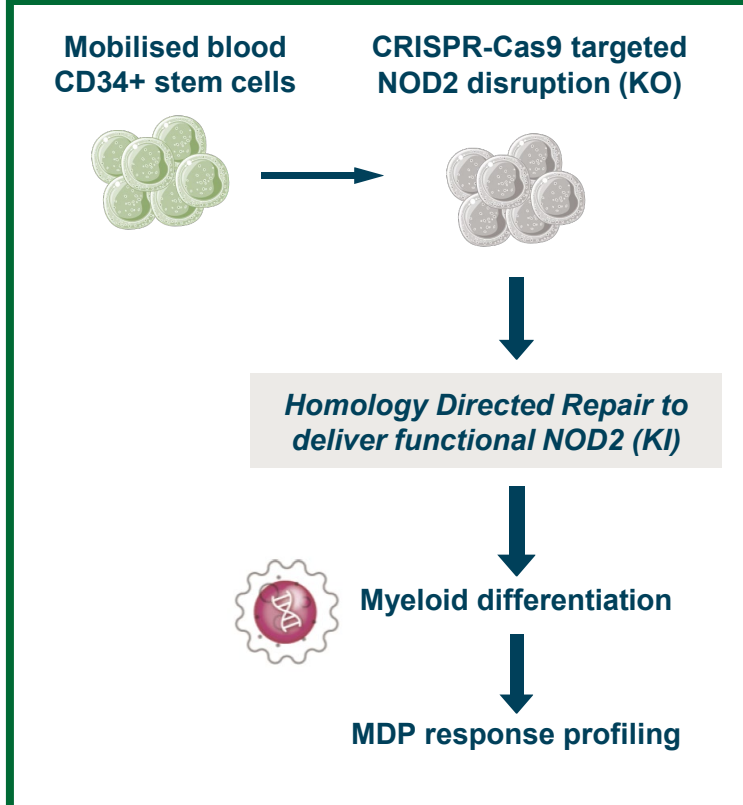 Mobilised blood
CD34+ stem cells
CRISPR-Cas9 targeted
NOD2 disruption (KO)
Homology Directed Repair to
deliver functional NOD2 (KI)
Myeloid differentiation
MDP response profiling